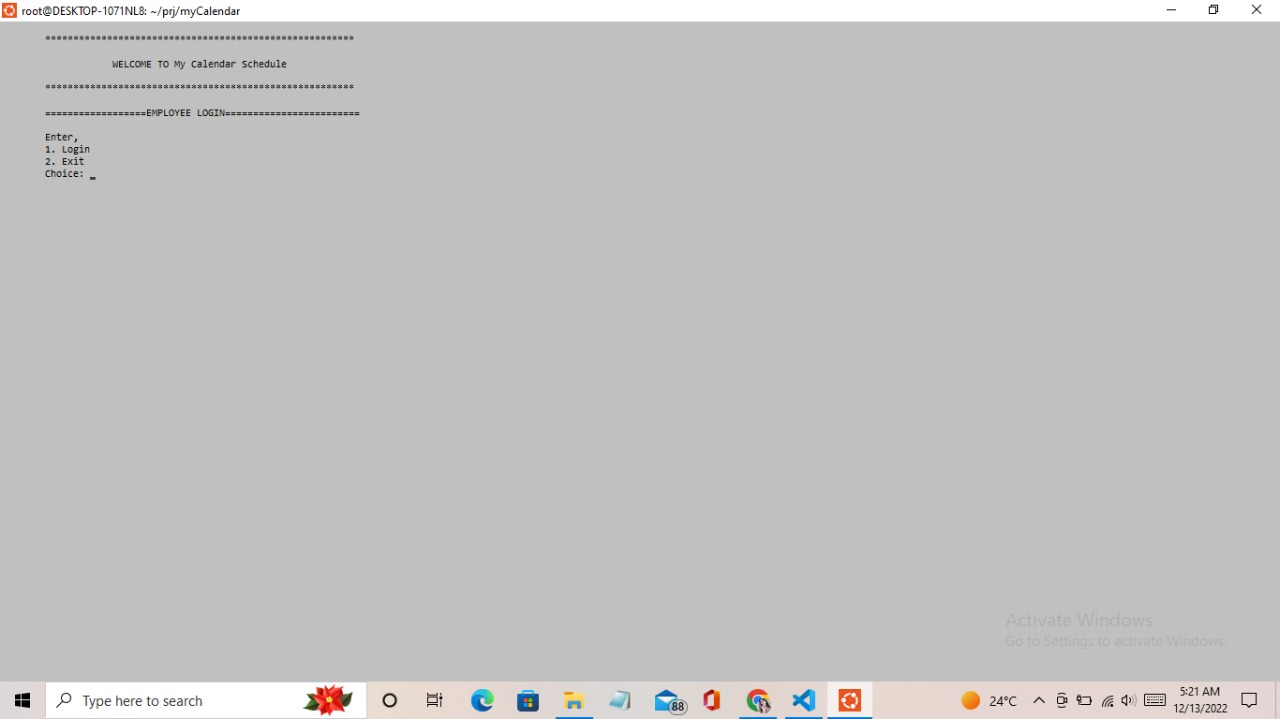 root@DESKTOP-1071NL8: ~/prj/myCalendar
*******************************************************
WELCOME TO My Calendar Schedule
*******************************************************
==================EMPLOYEE LOGIN========================
Enter,
1. Login
2. Exit
Choice: _
Activate Windows
Go to Settings to activate Windows.
Type here to search
88
24°C
5:21 AM
12/13/2022